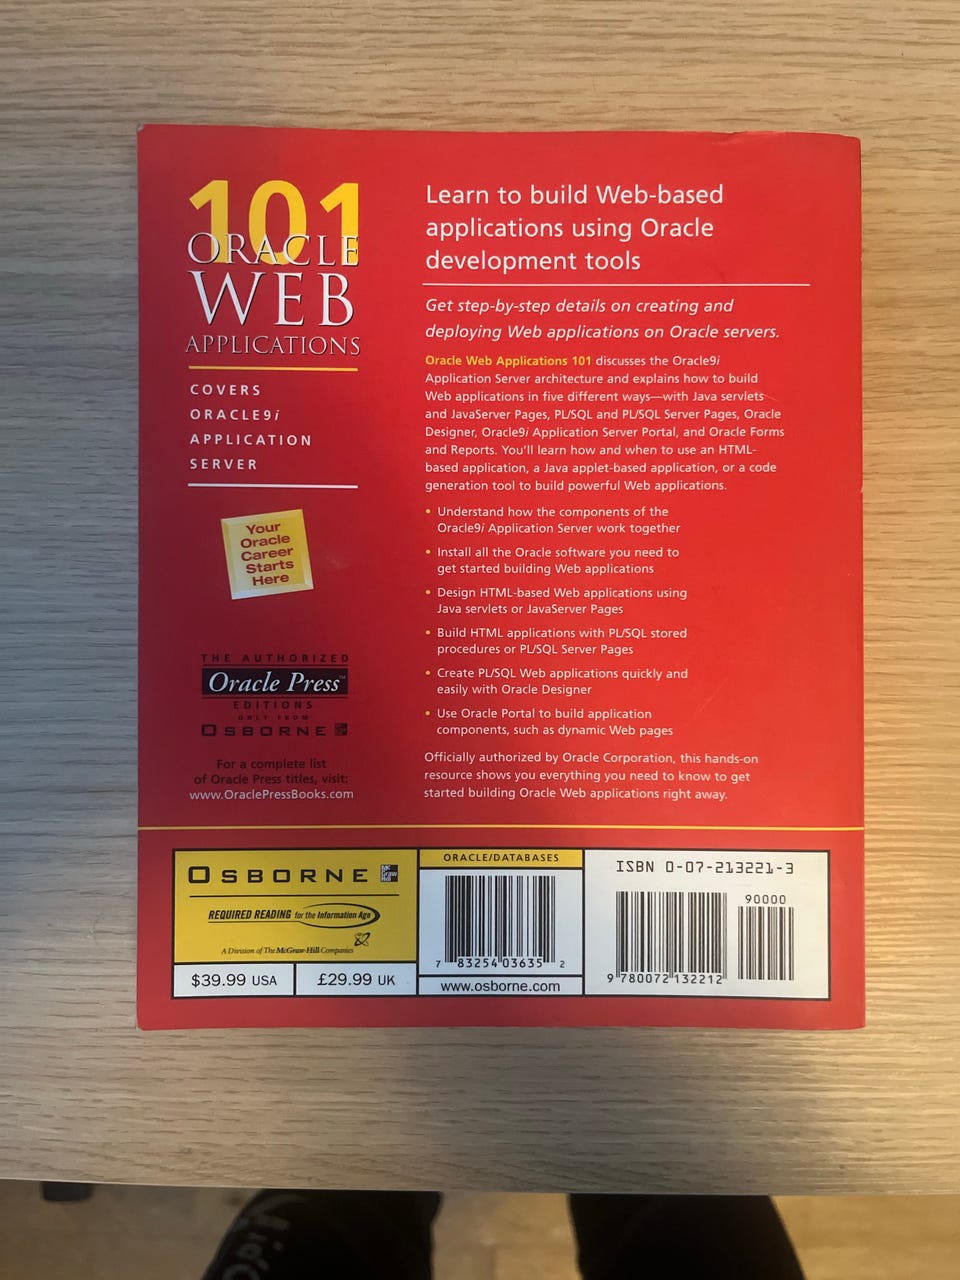 101
ORACLE
WEB
APPLICATIONS
COVERS
ORACLE9i
APPLICATION
SERVER
Your
Oracle
Career
Starts
Here
THE AUTHORIZED
Oracle Press™
EDITIONS
ONLY FROM
OSBORNE
For a complete list
of Oracle Press titles, visit:
www.OraclePressBooks.com
Learn to build Web-based
applications using Oracle
development tools
Get step-by-step details on creating and
deploying Web applications on Oracle servers.
Oracle Web Applications 101 discusses the Oracle9i
Application Server architecture and explains how to build
Web applications in five different ways—with Java servlets
and JavaServer Pages, PL/SQL and PL/SQL Server Pages, Oracle
Designer, Oracle9i Application Server Portal, and Oracle Forms
and Reports. You'll learn how and when to use an HTML-
based application, a Java applet-based application, or a code
generation tool to build powerful Web applications.
• Understand how the components of the
Oracle9i Application Server work together
• Install all the Oracle software you need to
get started building Web applications
• Design HTML-based Web applications using
Java servlets or JavaServer Pages
• Build HTML applications with PL/SQL stored
procedures or PL/SQL Server Pages
• Create PL/SQL Web applications quickly and
easily with Oracle Designer
• Use Oracle Portal to build application
components, such as dynamic Web pages
Officially authorized by Oracle Corporation, this hands-on
resource shows you everything you need to know to get
started building Oracle Web applications right away.
OSBORNE
Mc
Graw
Hill
REQUIRED READING for the Information Age
A Division of The McGraw-Hill Companies
$39.99 USA
£29.99 UK
ORACLE/DATABASES
7 83254 03635 2
www.osborne.com
ISBN 0-07-213221-3
90000
9 780072 132212